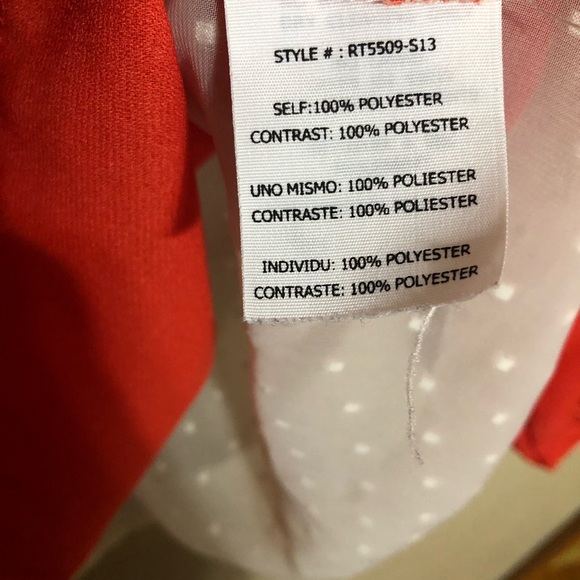 STYLE # : RT5509-S13
SELF:100% POLYESTER
CONTRAST: 100% POLYESTER
UNO MISMO: 100% POLIESTER
CONTRASTE: 100% POLIESTER
INDIVIDU: 100% POLYESTER
CONTRASTE: 100% POLYESTER